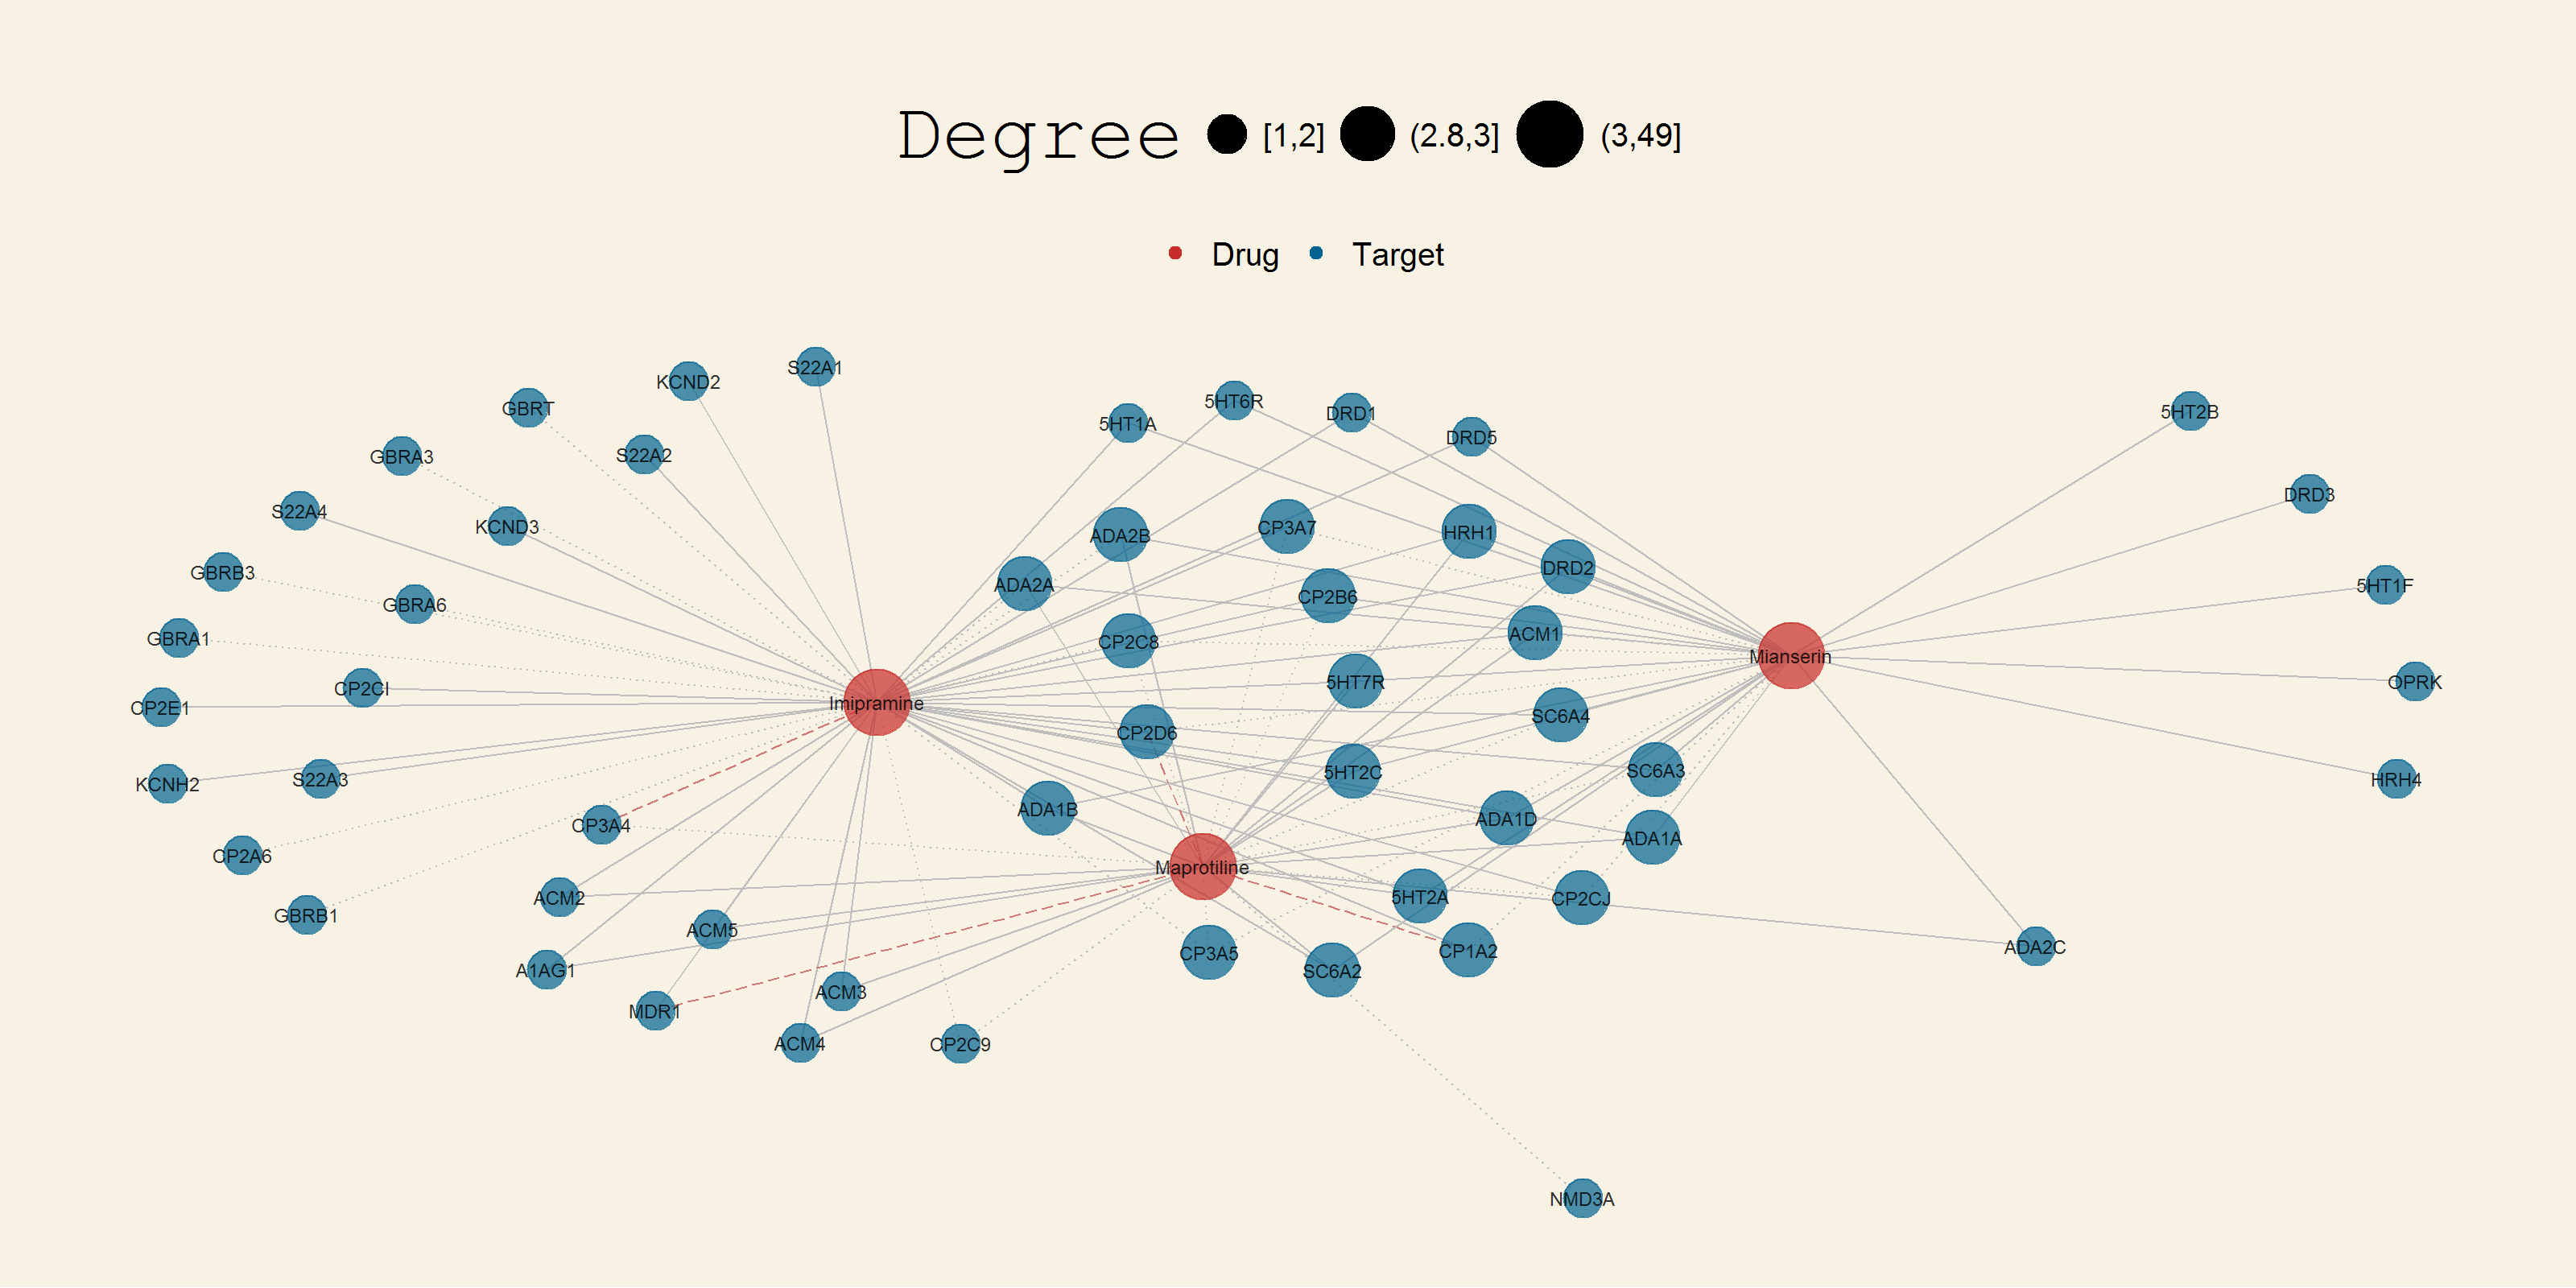 Degree [1,2] (2.8,3] (3,49]
Drug Target
S22A1
KCND2
5HT6R
GBRT
5HT2B
DRD1
5HT1A
DRD5
S22A2
GBRA3
DRD3
S22A4
KCND3
CP3A7
HRH1
ADA2B
DRD2
GBRB3
ADA2A
5HT1F
CP2B6
GBRA6
ACM1
GBRA1
CP2C8
Mianserin
5HT7R
OPRK
CP2CI
Imipramine
CP2E1
SC6A4
CP2D6
SC6A3
5HT2C
S22A3
HRH4
KCNH2
ADA1B
ADA1D
CP3A4
ADA1A
CP2A6
Maprotiline
5HT2A
ACM2
CP2CJ
GBRB1
ACM5
ADA2C
CP1A2
CP3A5
A1AG1
SC6A2
ACM3
MDR1
ACM4
CP2C9
NMD3A